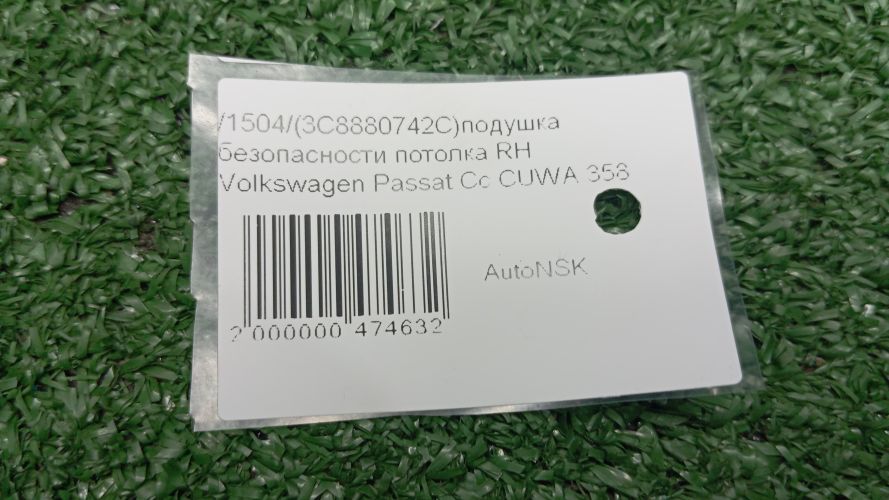 /1504/(3C8880742C)подушка
безопасности потолка RH
Volkswagen Passat Cc CUWA 358
AutoNSK
2 000000 474632